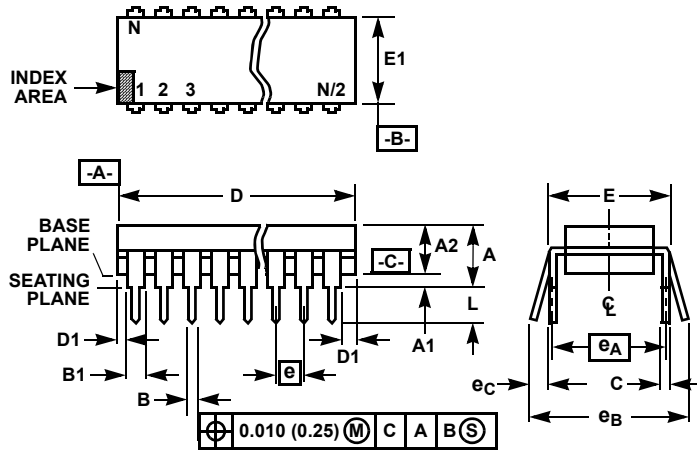 N
E1
INDEX
AREA
1 2 3 N/2
-B-
-A-
D
E
BASE
PLANE
A2
A
-C-
SEATING
PLANE
L
D1
A1
D1
B1
e
eA
eC
C
B
eB
0.010 (0.25) M C A B S